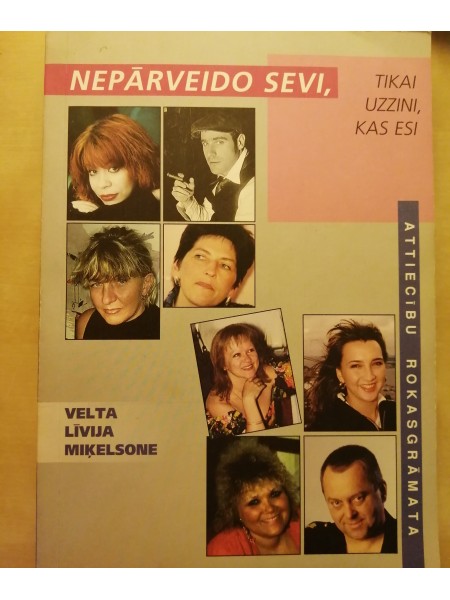 NEPĀRVEIDO SEVI,
TIKAI
UZZINI,
KAS ESI
ATTIECĪBU ROKASGRĀMATA
VELTA
LĪVIJA
MIĶELSONE